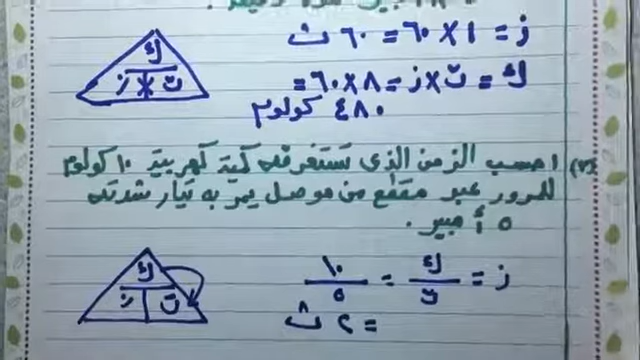 ز = ١ × ٦٠ = ٦٠ ث
ك = ت × ز = ٨ × ٦٠ =
٤٨٠ كولوم
ك
ت × ز
(٣) احسب الزمن الذى تستغرقه كمية كهربية ١٠ كولوم
للمرور عبر مقطع من موصل يمر به تيار شدته
٥ أمبير .
ز = ك/ت = ١٠/٥
= ٢ ث
ك
ت ز